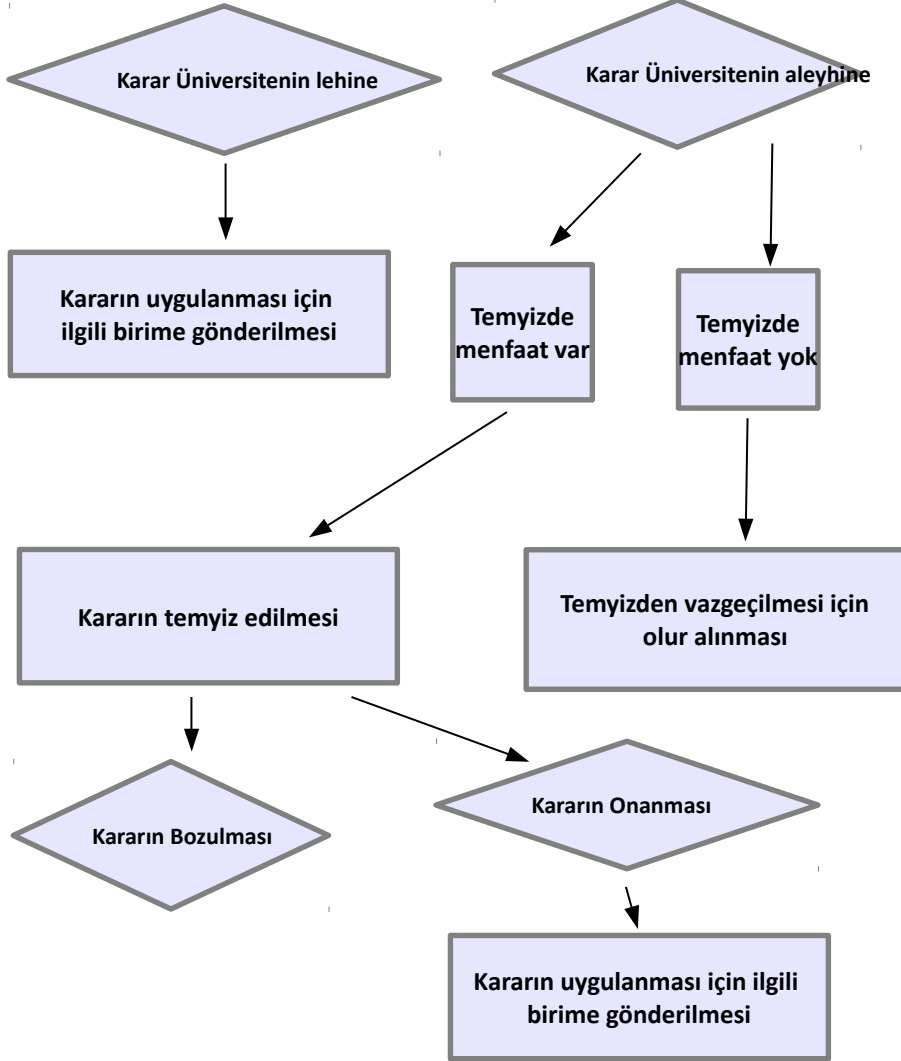 Karar Üniversitenin lehine
Karar Üniversitenin aleyhine
Kararın uygulanması için
ilgili birime gönderilmesi
Temyizde
menfaat var
Temyizde
menfaat yok
Kararın temyiz edilmesi
Temyizden vazgeçilmesi için
olur alınması
Kararın Bozulması
Kararın Onanması
Kararın uygulanması için ilgili
birime gönderilmesi